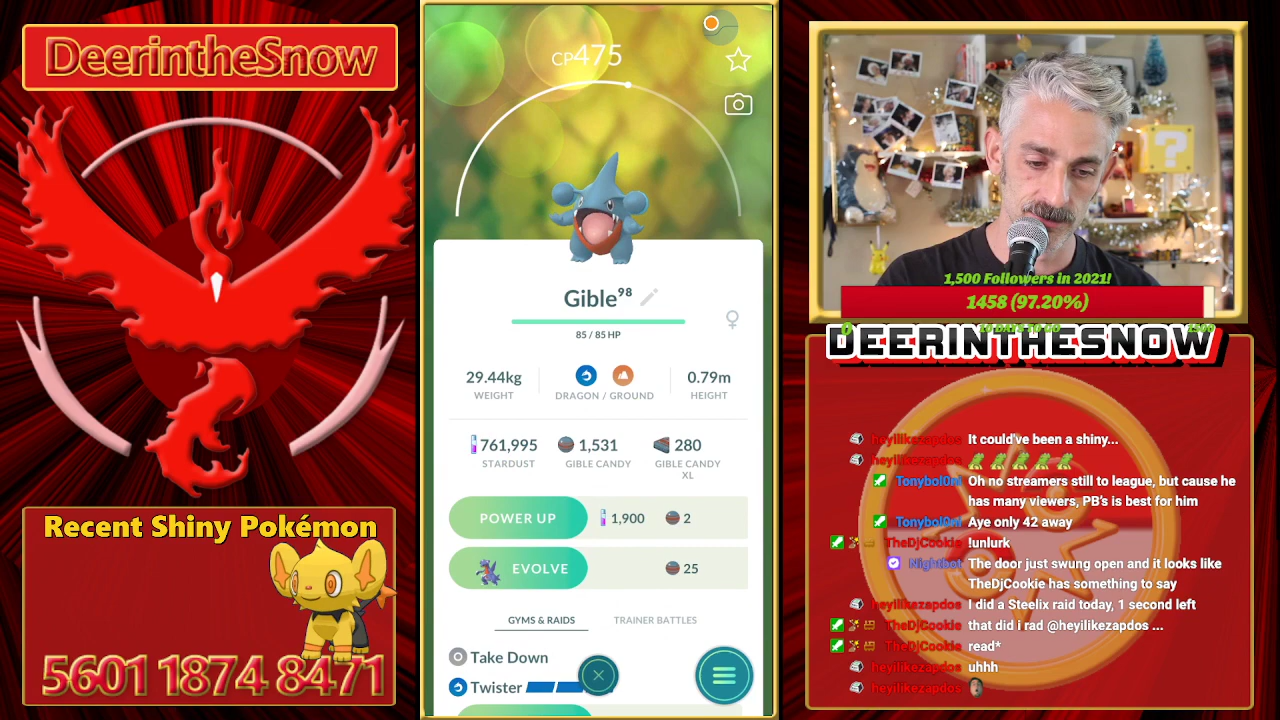 DeerintheSnow
Recent Shiny Pokémon
5601 1874 8471
CP475
Gible98
85 / 85 HP
29.44kg
WEIGHT
DRAGON / GROUND
0.79m
HEIGHT
761,995
STARDUST
1,531
GIBLE CANDY
280
GIBLE CANDY
XL
POWER UP 1,900 2
EVOLVE 25
GYMS & RAIDS TRAINER BATTLES
Take Down
Twister
1,500 Followers in 2021!
1458 (97.20%)
0 1500
DEERINTHESNOW
heyilikezapdos It could've been a shiny...
heyilikezapdos
Tonybol0ni Oh no streamers still to league, but cause he
has many viewers, PB's is best for him
Tonybol0ni Aye only 42 away
TheDjCookie !unlurk
Nightbot The door just swung open and it looks like
TheDjCookie has something to say
heyilikezapdos I did a Steelix raid today, 1 second left
TheDjCookie that did i rad @heyilikezapdos ...
TheDjCookie read*
heyilikezapdos uhhh
heyilikezapdos